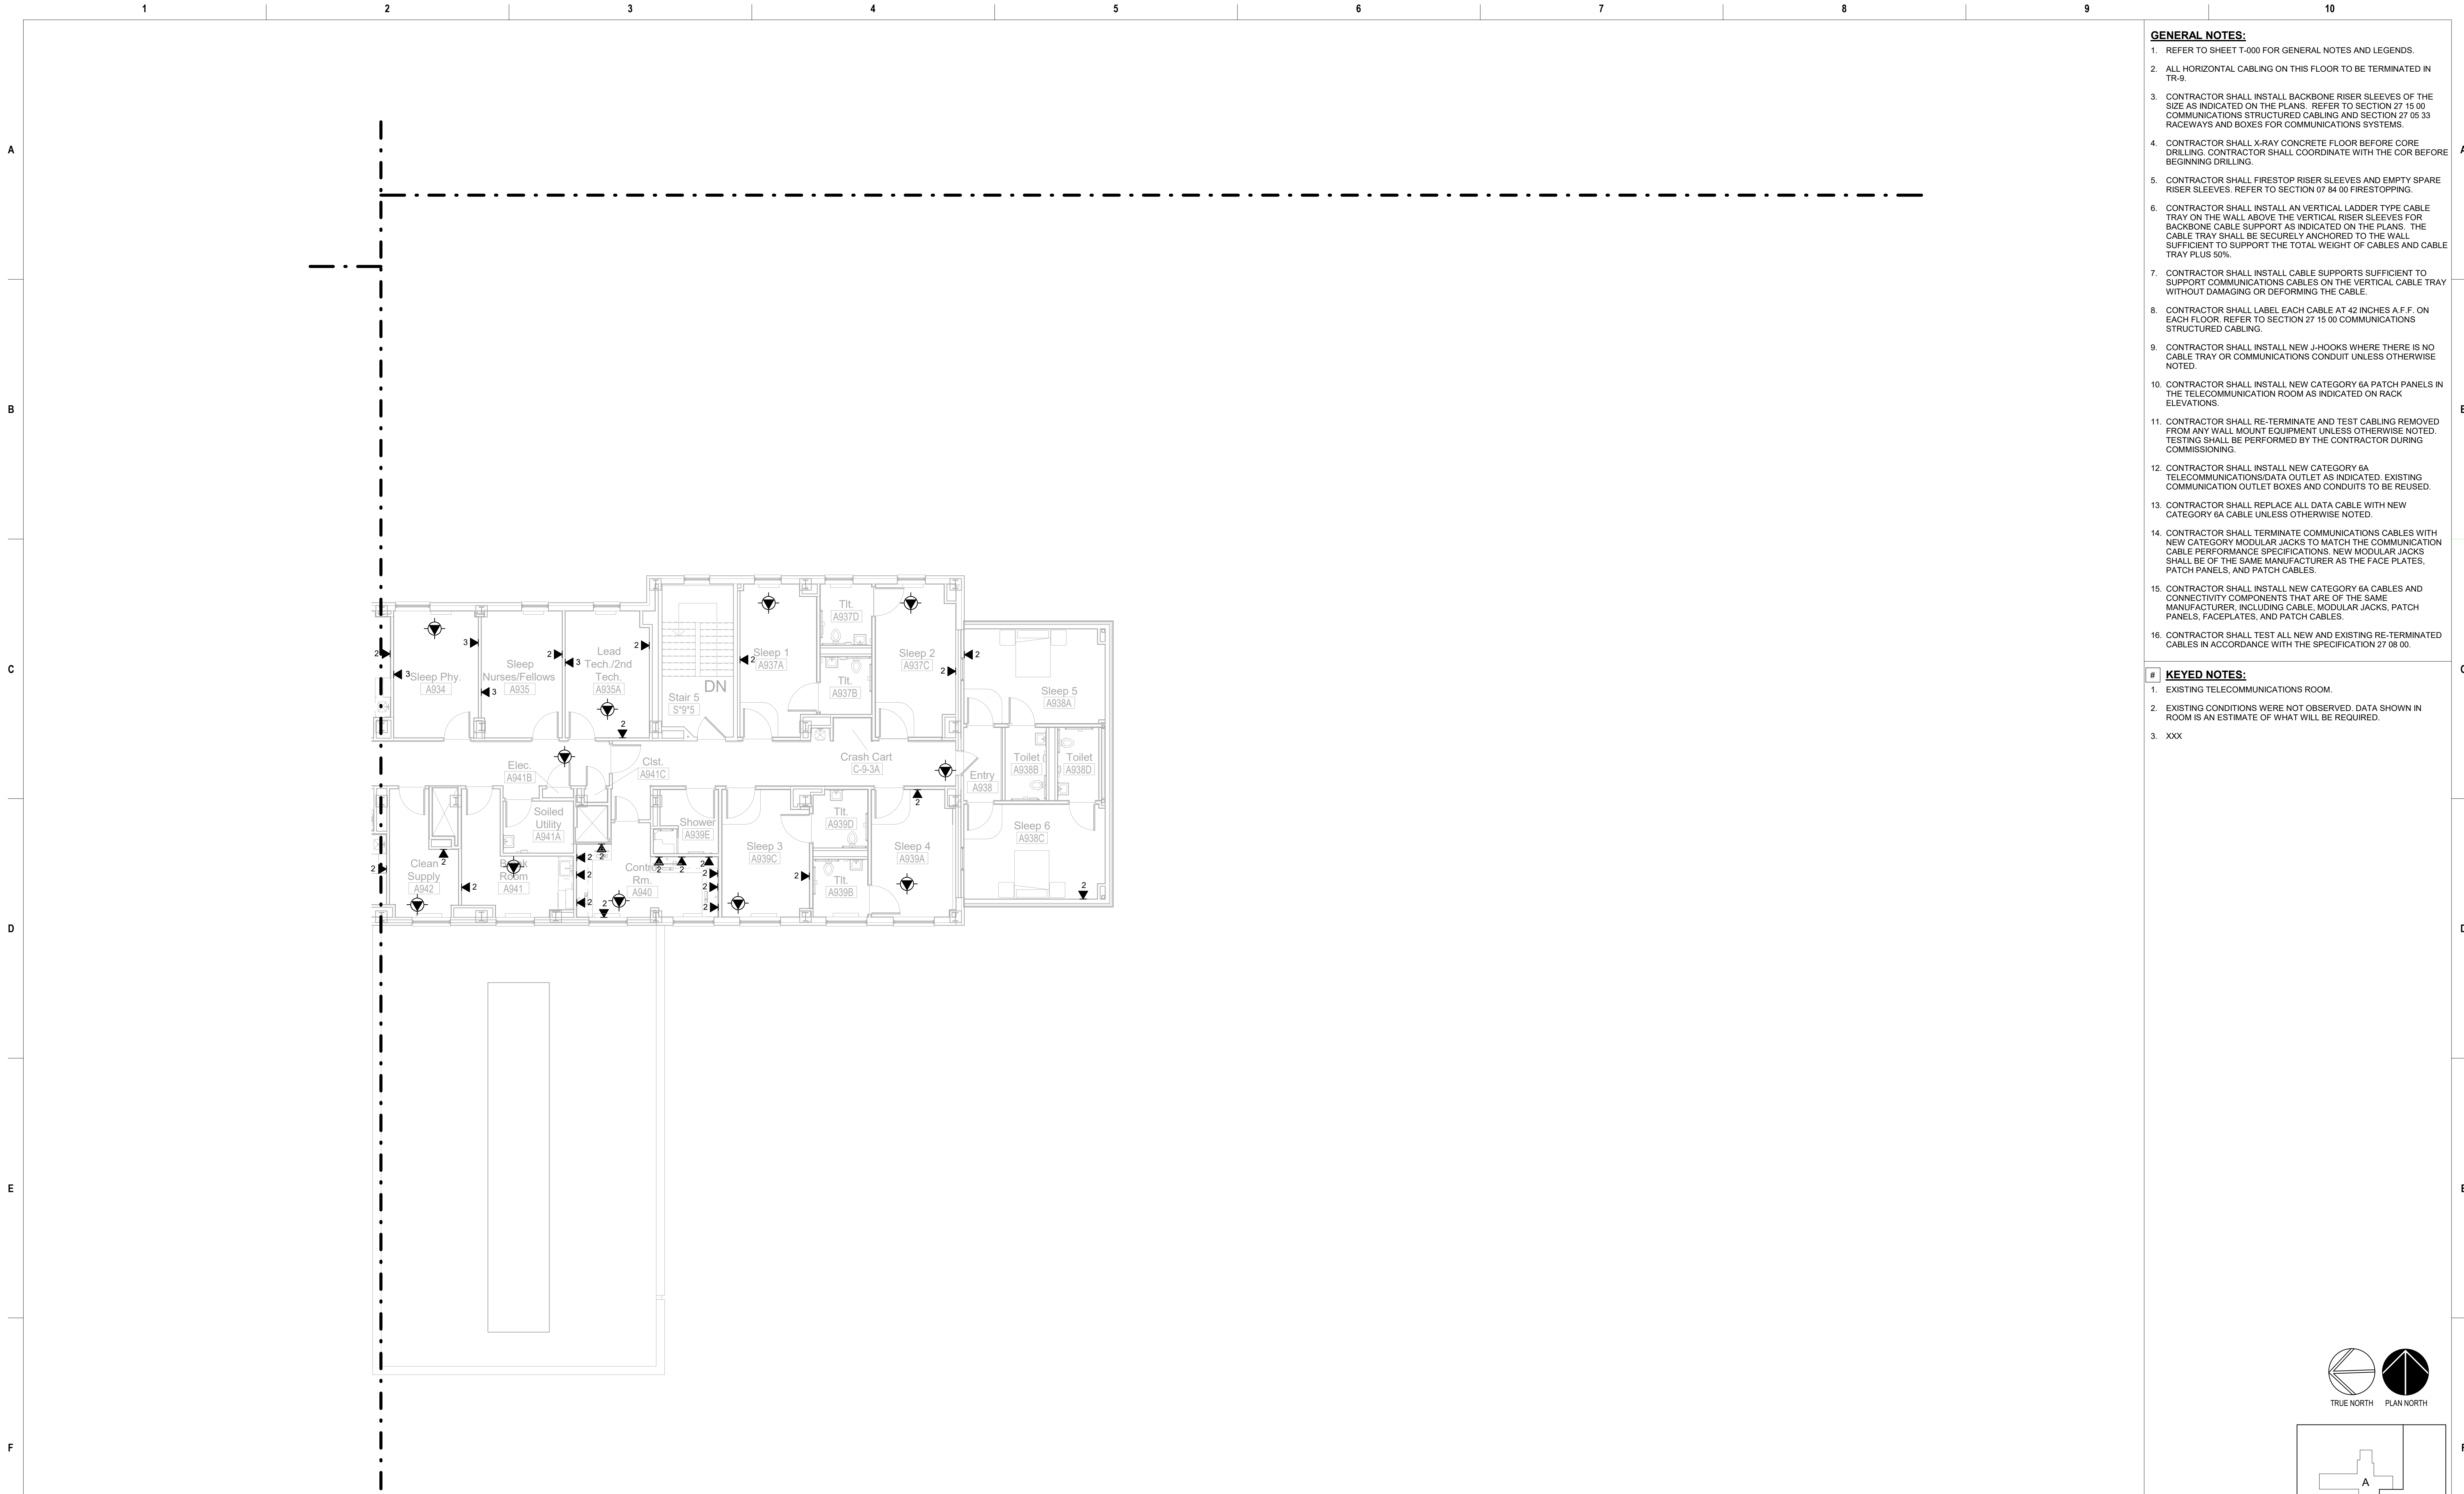 1 2 3 4 5 6 7 8 9 10
A
B
C
D
E
F
GENERAL NOTES:
1. REFER TO SHEET T-000 FOR GENERAL NOTES AND LEGENDS.
2. ALL HORIZONTAL CABLING ON THIS FLOOR TO BE TERMINATED IN
TR-9.
3. CONTRACTOR SHALL INSTALL BACKBONE RISER SLEEVES OF THE
SIZE AS INDICATED ON THE PLANS. REFER TO SECTION 27 15 00
COMMUNICATIONS STRUCTURED CABLING AND SECTION 27 05 33
RACEWAYS AND BOXES FOR COMMUNICATIONS SYSTEMS.
4. CONTRACTOR SHALL X-RAY CONCRETE FLOOR BEFORE CORE
DRILLING. CONTRACTOR SHALL COORDINATE WITH THE COR BEFORE
BEGINNING DRILLING.
5. CONTRACTOR SHALL FIRESTOP RISER SLEEVES AND EMPTY SPARE
RISER SLEEVES. REFER TO SECTION 07 84 00 FIRESTOPPING.
6. CONTRACTOR SHALL INSTALL AN VERTICAL LADDER TYPE CABLE
TRAY ON THE WALL ABOVE THE VERTICAL RISER SLEEVES FOR
BACKBONE CABLE SUPPORT AS INDICATED ON THE PLANS. THE
CABLE TRAY SHALL BE SECURELY ANCHORED TO THE WALL
SUFFICIENT TO SUPPORT THE TOTAL WEIGHT OF CABLES AND CABLE
TRAY PLUS 50%.
7. CONTRACTOR SHALL INSTALL CABLE SUPPORTS SUFFICIENT TO
SUPPORT COMMUNICATIONS CABLES ON THE VERTICAL CABLE TRAY
WITHOUT DAMAGING OR DEFORMING THE CABLE.
8. CONTRACTOR SHALL LABEL EACH CABLE AT 42 INCHES A.F.F. ON
EACH FLOOR. REFER TO SECTION 27 15 00 COMMUNICATIONS
STRUCTURED CABLING.
9. CONTRACTOR SHALL INSTALL NEW J-HOOKS WHERE THERE IS NO
CABLE TRAY OR COMMUNICATIONS CONDUIT UNLESS OTHERWISE
NOTED.
10. CONTRACTOR SHALL INSTALL NEW CATEGORY 6A PATCH PANELS IN
THE TELECOMMUNICATION ROOM AS INDICATED ON RACK
ELEVATIONS.
11. CONTRACTOR SHALL RE-TERMINATE AND TEST CABLING REMOVED
FROM ANY WALL MOUNT EQUIPMENT UNLESS OTHERWISE NOTED.
TESTING SHALL BE PERFORMED BY THE CONTRACTOR DURING
COMMISSIONING.
12. CONTRACTOR SHALL INSTALL NEW CATEGORY 6A
TELECOMMUNICATIONS/DATA OUTLET AS INDICATED. EXISTING
COMMUNICATION OUTLET BOXES AND CONDUITS TO BE REUSED.
13. CONTRACTOR SHALL REPLACE ALL DATA CABLE WITH NEW
CATEGORY 6A CABLE UNLESS OTHERWISE NOTED.
14. CONTRACTOR SHALL TERMINATE COMMUNICATIONS CABLES WITH
NEW CATEGORY MODULAR JACKS TO MATCH THE COMMUNICATION
CABLE PERFORMANCE SPECIFICATIONS. NEW MODULAR JACKS
SHALL BE OF THE SAME MANUFACTURER AS THE FACE PLATES,
PATCH PANELS, AND PATCH CABLES.
15. CONTRACTOR SHALL INSTALL NEW CATEGORY 6A CABLES AND
CONNECTIVITY COMPONENTS THAT ARE OF THE SAME
MANUFACTURER, INCLUDING CABLE, MODULAR JACKS, PATCH
PANELS, FACEPLATES, AND PATCH CABLES.
16. CONTRACTOR SHALL TEST ALL NEW AND EXISTING RE-TERMINATED
CABLES IN ACCORDANCE WITH THE SPECIFICATION 27 08 00.
# KEYED NOTES:
1. EXISTING TELECOMMUNICATIONS ROOM.
2. EXISTING CONDITIONS WERE NOT OBSERVED. DATA SHOWN IN
ROOM IS AN ESTIMATE OF WHAT WILL BE REQUIRED.
3. XXX
Sleep Phy.
A934
Sleep
Nurses/Fellows
A935
Lead
Tech./2nd
Tech.
A935A
Stair 5
S*9*5
DN
Sleep 1
A937A
Tlt.
A937D
Tlt.
A937B
Sleep 2
A937C
Sleep 5
A938A
Elec.
A941B
Clst.
A941C
Crash Cart
C-9-3A
Entry
A938
Toilet
A938B
Toilet
A938D
Clean
Supply
A942
Soiled
Utility
A941A
Break
Room
A941
Control
Rm.
A940
Shower
A939E
Sleep 3
A939C
Tlt.
A939D
Tlt.
A939B
Sleep 4
A939A
Sleep 6
A938C
TRUE NORTH
PLAN NORTH
A